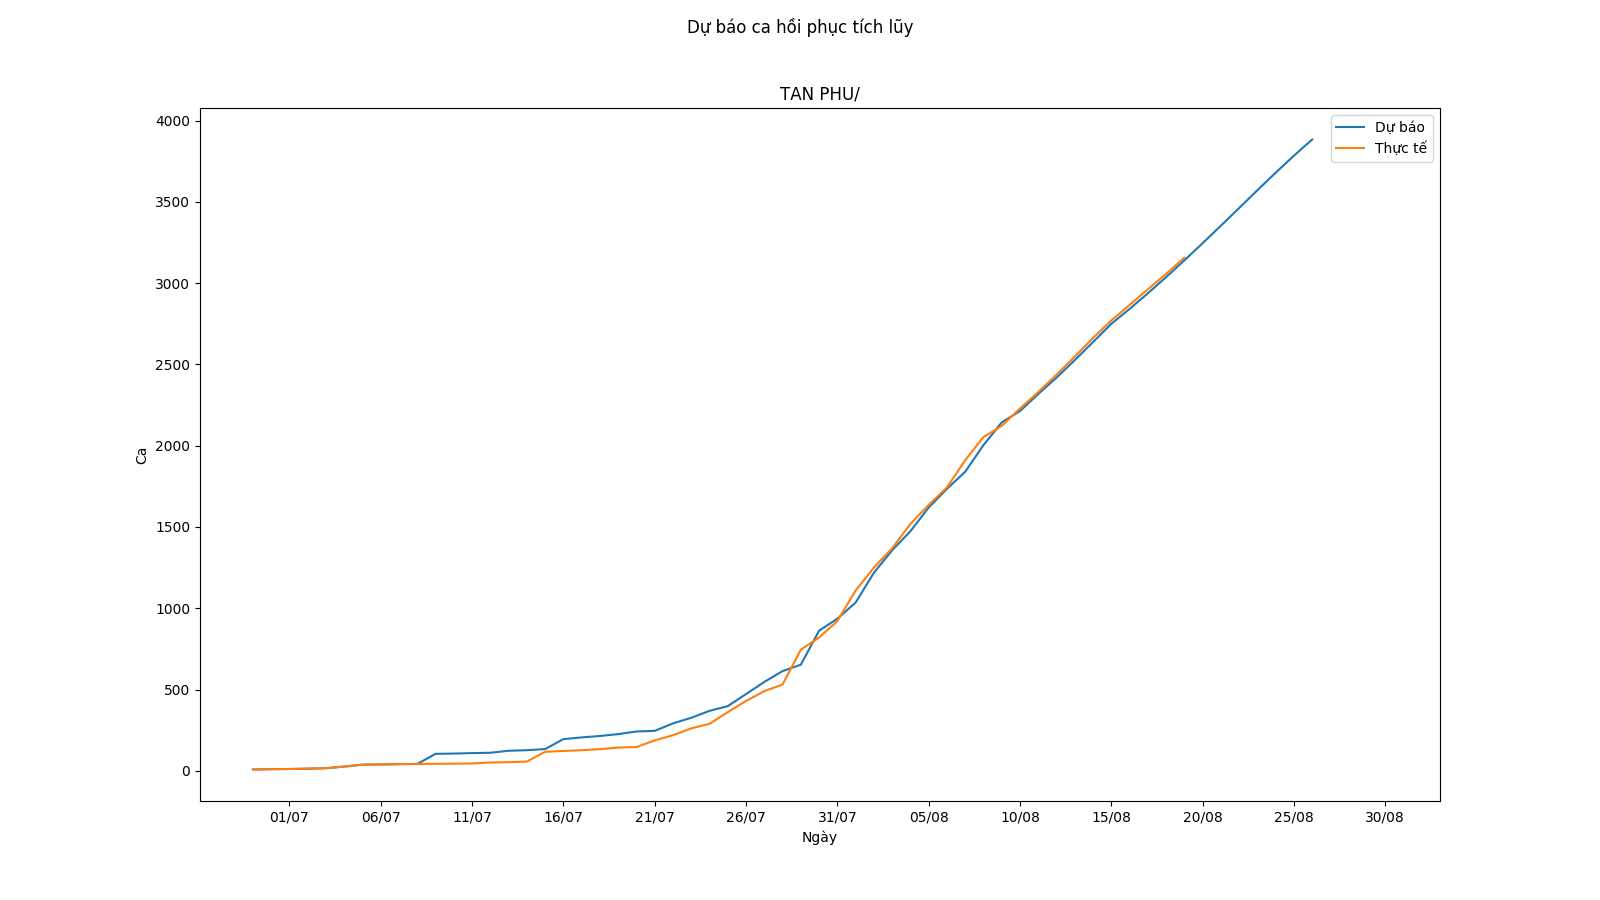 Dự báo ca hồi phục tích lũy
TAN PHU/
4000
3500
3000
2500
2000
1500
1000
500
0
Ca
Dự báo
Thực tế
01/07 06/07 11/07 16/07 21/07 26/07 31/07 05/08 10/08 15/08 20/08 25/08 30/08
Ngày